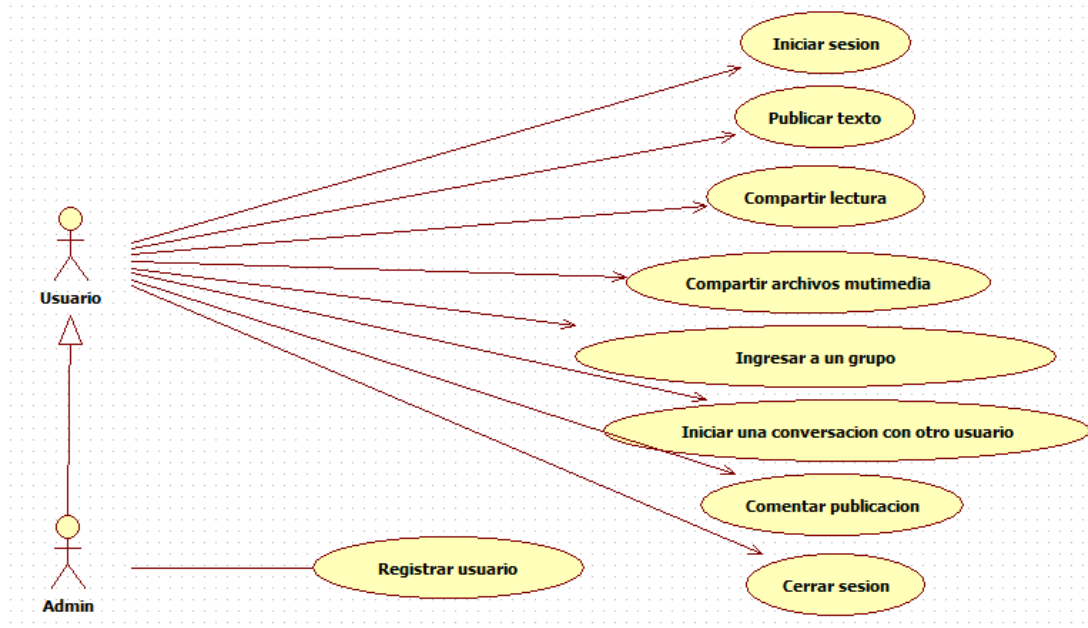 Iniciar sesion
Publicar texto
Compartir lectura
Usuario
Compartir archivos mutimedia
Ingresar a un grupo
Iniciar una conversacion con otro usuario
Comentar publicacion
Registrar usuario
Cerrar sesion
Admin